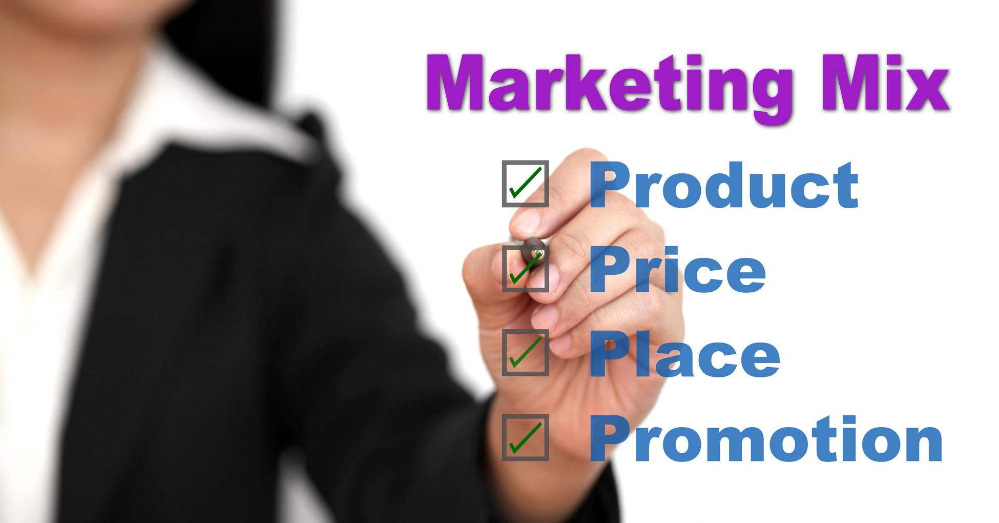 Marketing Mix
Product
Price
Place
Promotion